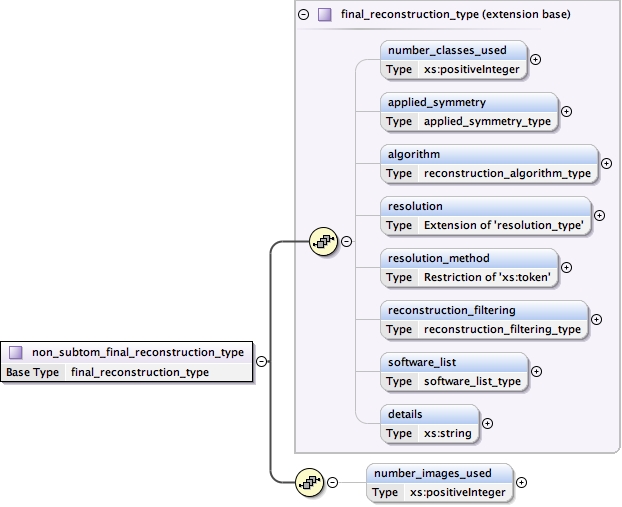 final_reconstruction_type (extension base)
number_classes_used
Type xs:positiveInteger
applied_symmetry
Type applied_symmetry_type
algorithm
Type reconstruction_algorithm_type
resolution
Type Extension of 'resolution_type'
resolution_method
Type Restriction of 'xs:token'
reconstruction_filtering
Type reconstruction_filtering_type
software_list
Type software_list_type
details
Type xs:string
non_subtom_final_reconstruction_type
Base Type final_reconstruction_type
number_images_used
Type xs:positiveInteger